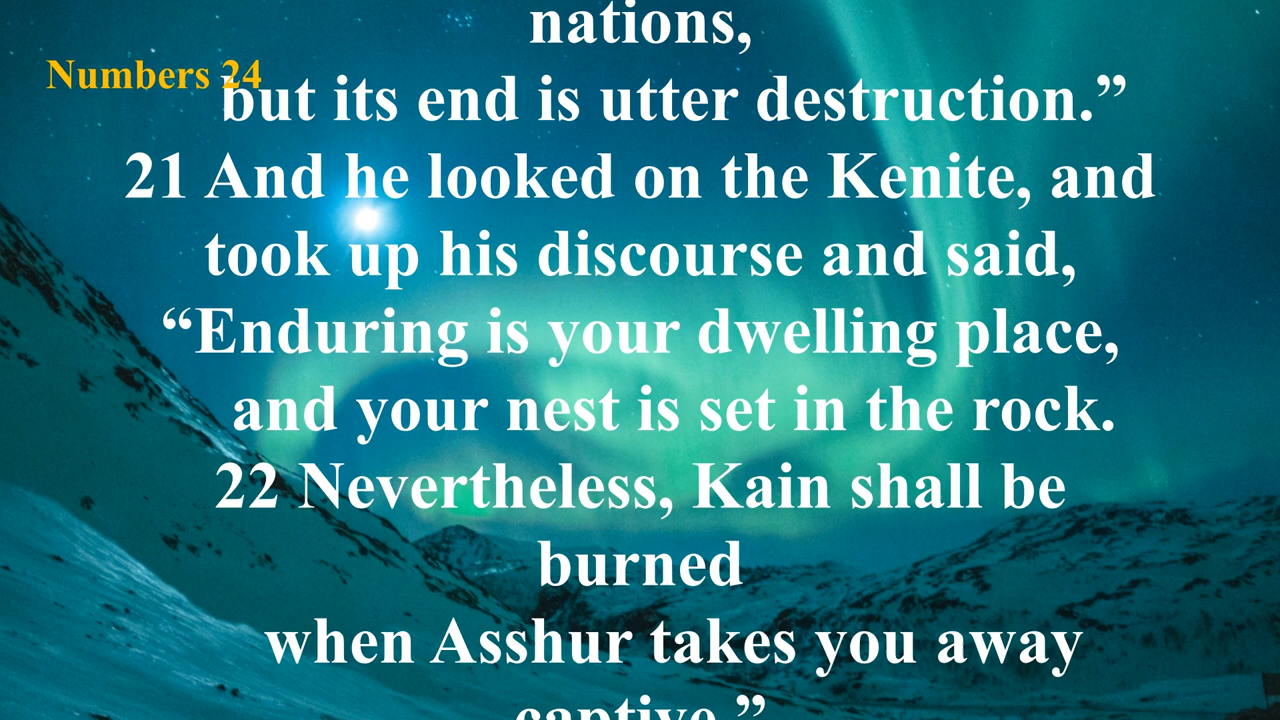 nations,
Numbers 24
but its end is utter destruction.”
21 And he looked on the Kenite, and
took up his discourse and said,
“Enduring is your dwelling place,
and your nest is set in the rock.
22 Nevertheless, Kain shall be
burned
when Asshur takes you away
captive.”